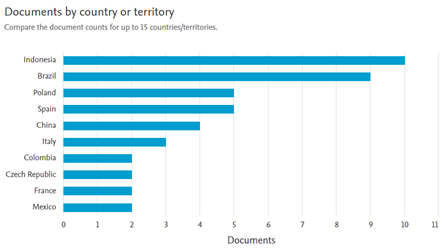 Documents by country or territory
Compare the document counts for up to 15 countries/territories.
Indonesia
Brazil
Poland
Spain
China
Italy
Colombia
Czech Republic
France
Mexico
0 1 2 3 4 5 6 7 8 9 10 11
Documents